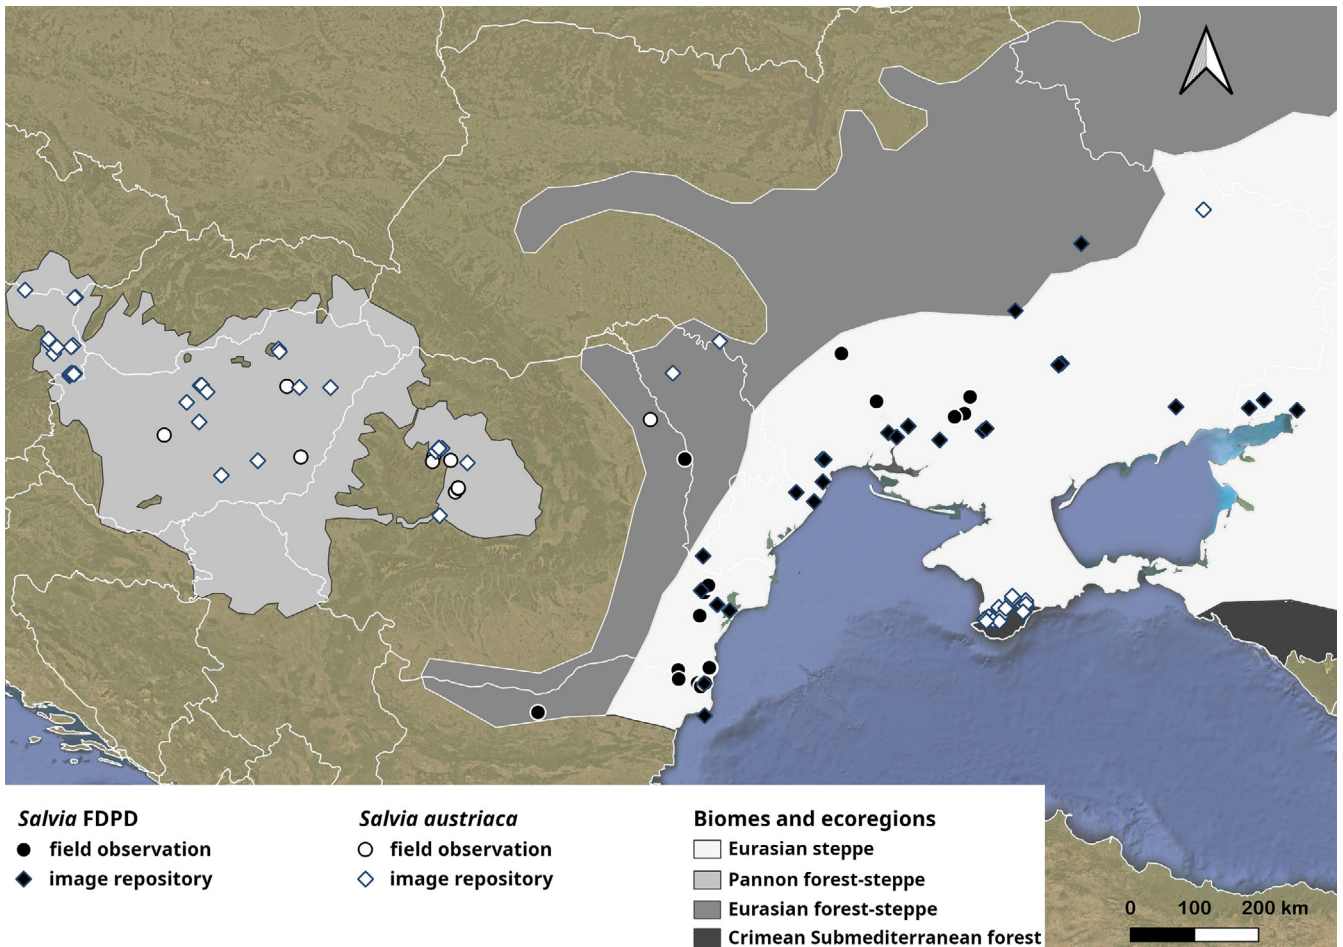 Salvia FDPD
field observation
image repository
Salvia austriaca
field observation
image repository
Biomes and ecoregions
Eurasian steppe
Pannon forest-steppe
Eurasian forest-steppe
Crimean Submediterranean forest
0 100 200 km